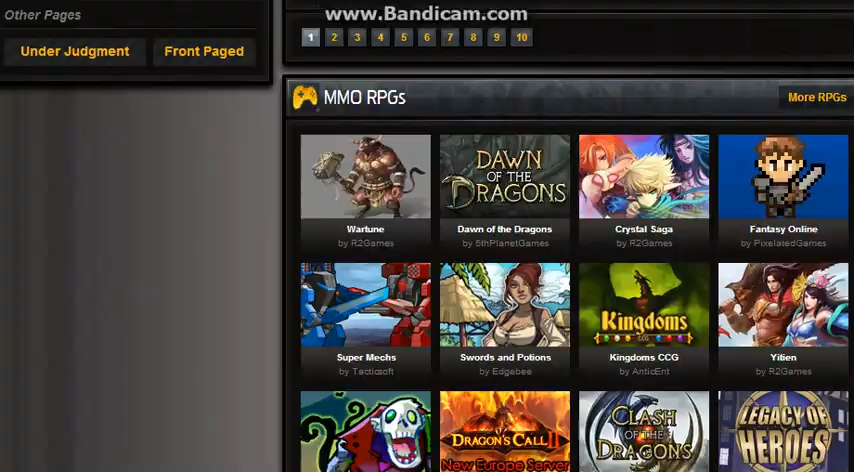 www.Bandicam.com
Other Pages
Under Judgment
Front Paged
1 2 3 4 5 6 7 8 9 10
MMO RPGs
More RPGs
DAWN
OF THE
DRAGONS
Wartune
by R2Games
Dawn of the Dragons
by 5thPlanetGames
Crystal Saga
by R2Games
Fantasy Online
by PixelatedGames
Kingdoms
CCG
Super Mechs
by Tacticsoft
Swords and Potions
by Edgebee
Kingdoms CCG
by AnticEnt
Yitien
by R2Games
DRAGON'S CALL II
New Europe Server
CLASH
OF THE
DRAGONS
LEGACY OF
HEROES